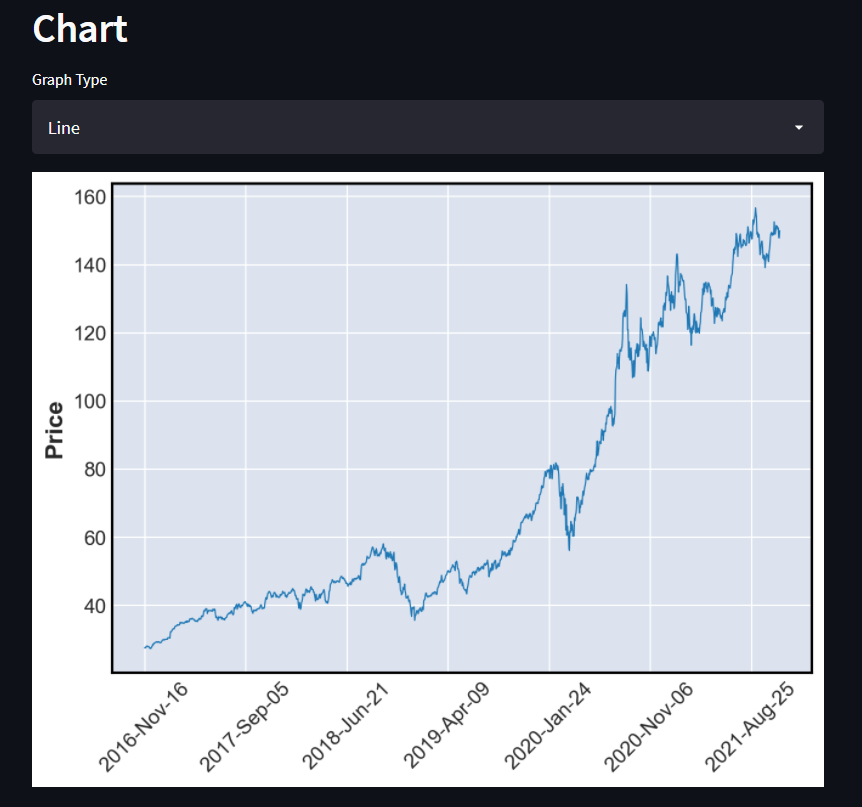 Chart
Graph Type
Line
160
140
120
100
80
60
40
Price
2016-Nov-16
2017-Sep-05
2018-Jun-21
2019-Apr-09
2020-Jan-24
2020-Nov-06
2021-Aug-25